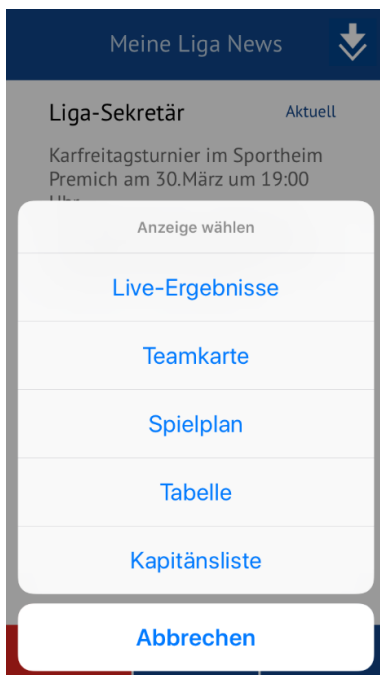 Meine Liga News
Liga-Sekretär Aktuell
Karfreitagsturnier im Sportheim
Premich am 30.März um 19:00
Uhr
Anzeige wählen
Live-Ergebnisse
Teamkarte
Spielplan
Tabelle
Kapitänsliste
Abbrechen